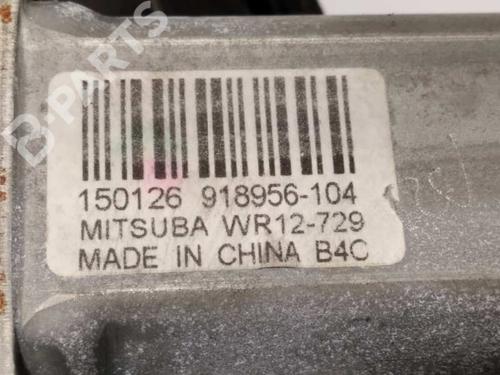 B-PARTS
150126 918956-104
MITSUBA WR12-729
MADE IN CHINA B4C